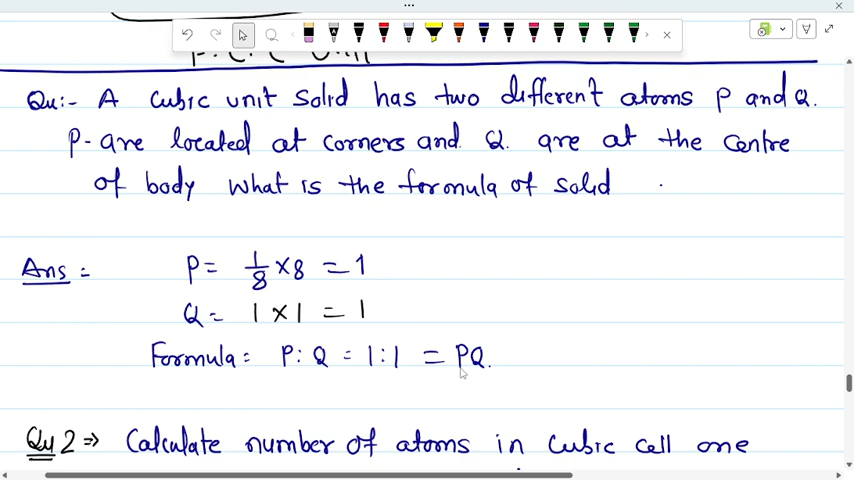 Qu:- A cubic unit solid has two different atoms P and Q.
P-are located at corners and Q. are at the centre
of body what is the formula of solid .
Ans = P = 1/8 × 8 = 1
Q = 1 × 1 = 1
Formula = P : Q = 1 : 1 = PQ.
Qu 2 ⇒ Calculate number of atoms in cubic cell one